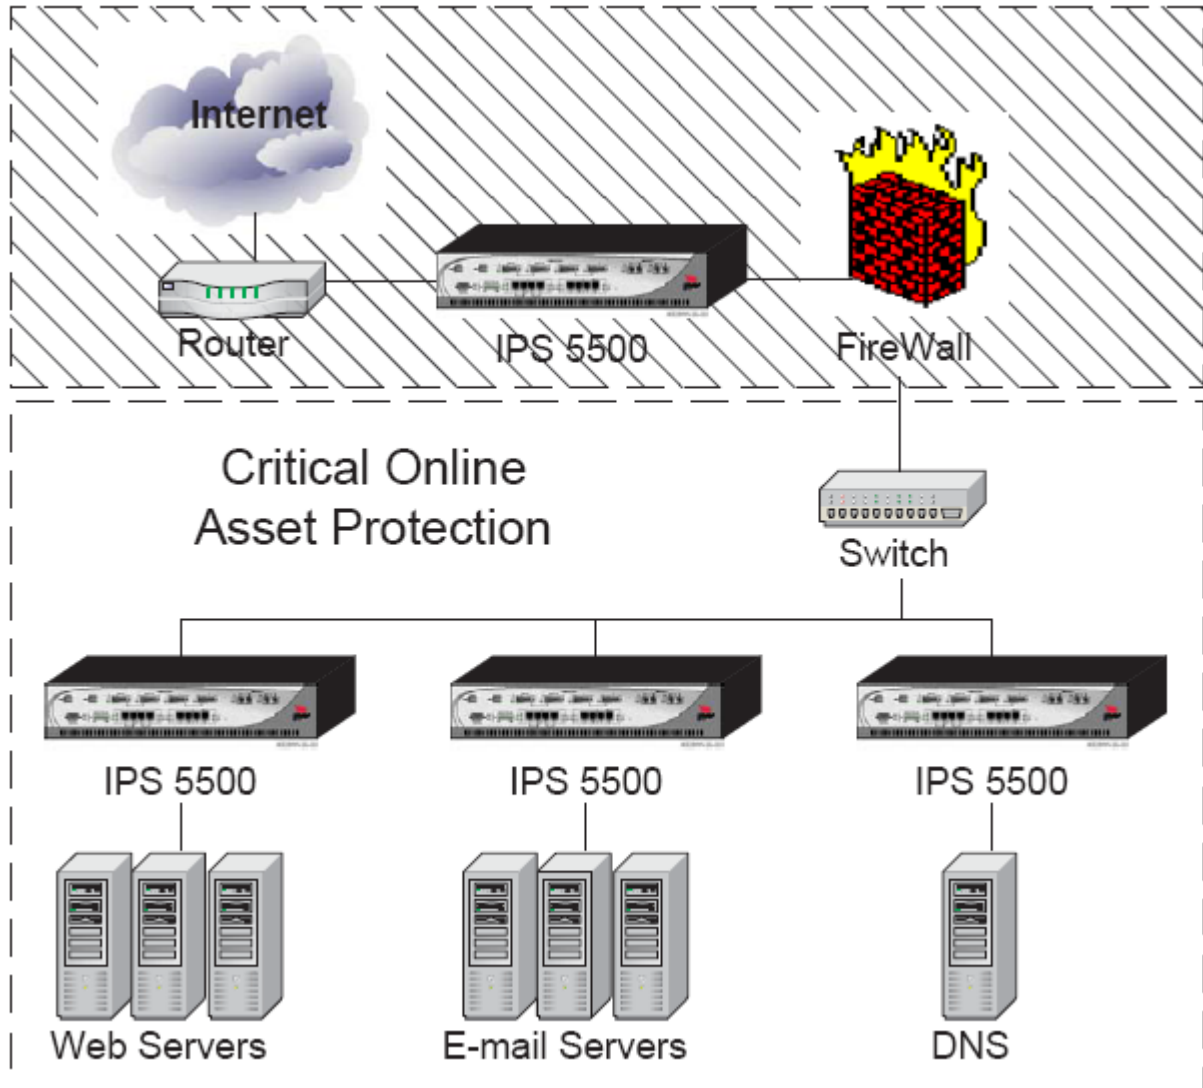 Internet
Router
IPS 5500
FireWall
Critical Online
Asset Protection
Switch
IPS 5500
IPS 5500
IPS 5500
Web Servers
E-mail Servers
DNS